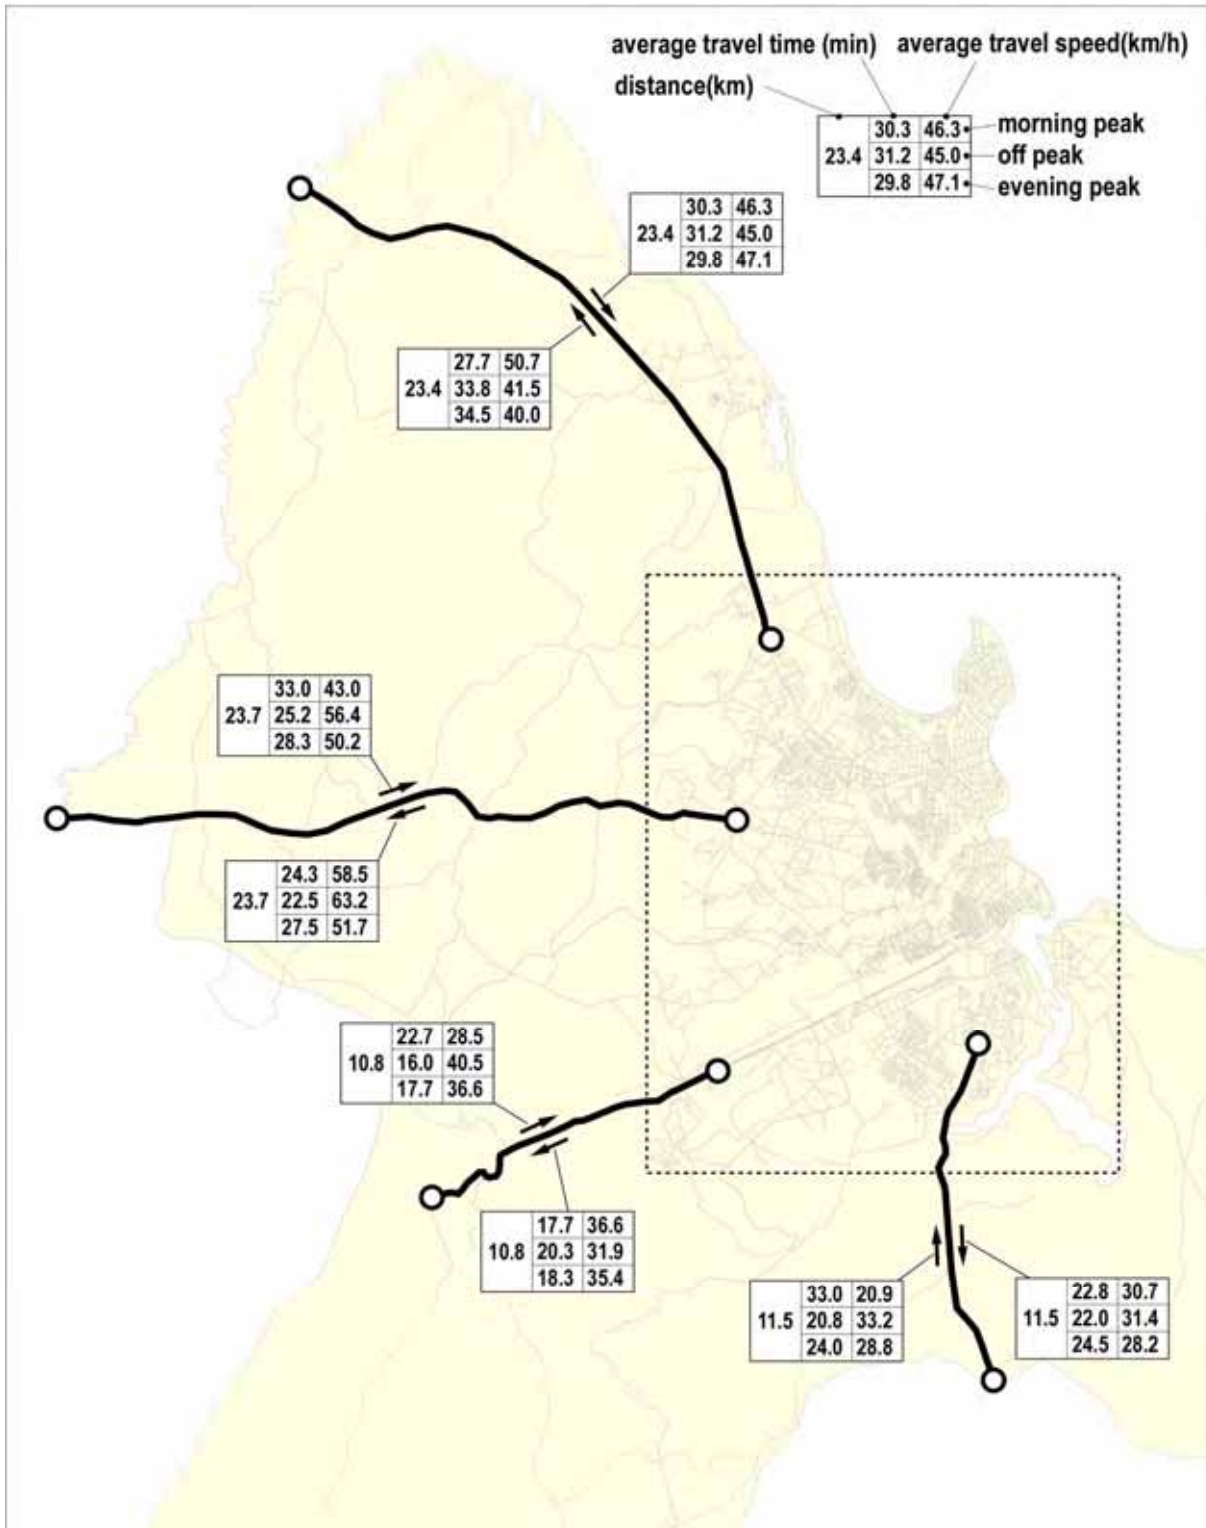 average travel time (min) average travel speed(km/h)
distance(km)
30.3 46.3 morning peak
23.4 31.2 45.0 off peak
29.8 47.1 evening peak
30.3 46.3
23.4 31.2 45.0
29.8 47.1
27.7 50.7
23.4 33.8 41.5
34.5 40.0
33.0 43.0
23.7 25.2 56.4
28.3 50.2
24.3 58.5
23.7 22.5 63.2
27.5 51.7
22.7 28.5
10.8 16.0 40.5
17.7 36.6
17.7 36.6
10.8 20.3 31.9
18.3 35.4
33.0 20.9
11.5 20.8 33.2
24.0 28.8
22.8 30.7
11.5 22.0 31.4
24.5 28.2